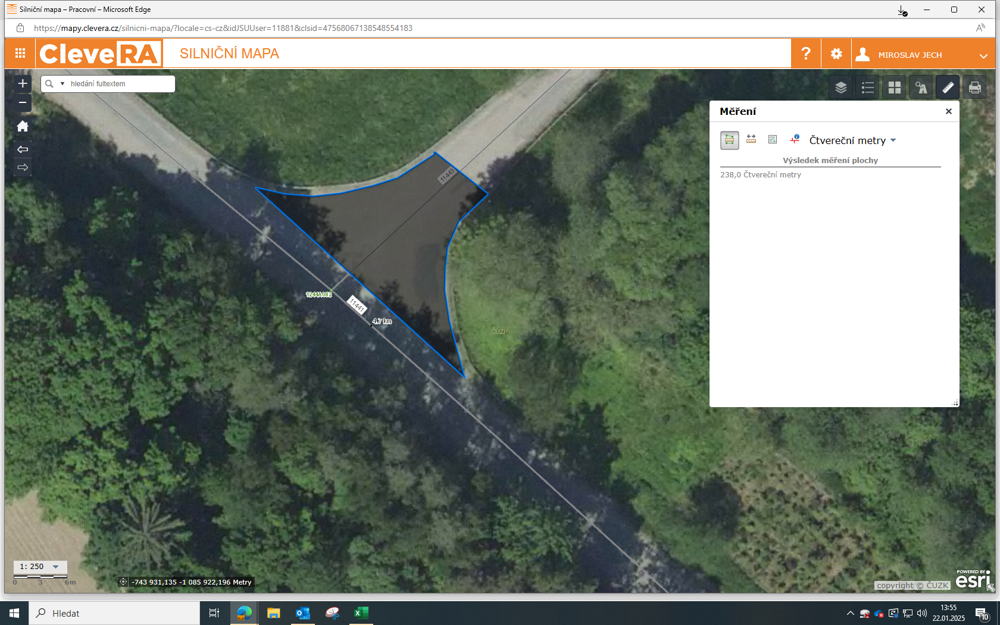 Silniční mapa – Pracovní – Microsoft Edge
https://mapy.clevera.cz/silnicni-mapa/?locale=cs-cz&idJSUUser=11881&clsid=47568067138548554183
CleveRA
SILNIČNÍ MAPA
?
MIROSLAV JECH
hledání fulltextem
Měření
Čtvereční metry
Výsledek měření plochy
238,0 Čtvereční metry
11443
1244A082
11441
4.7 km
ČÚZK
1: 250
0 3 6m
-743 931,135 -1 085 922,196 Metry
POWERED BY
esri
copyright © ČUZK
Hledat
13:55
22.01.2025
10